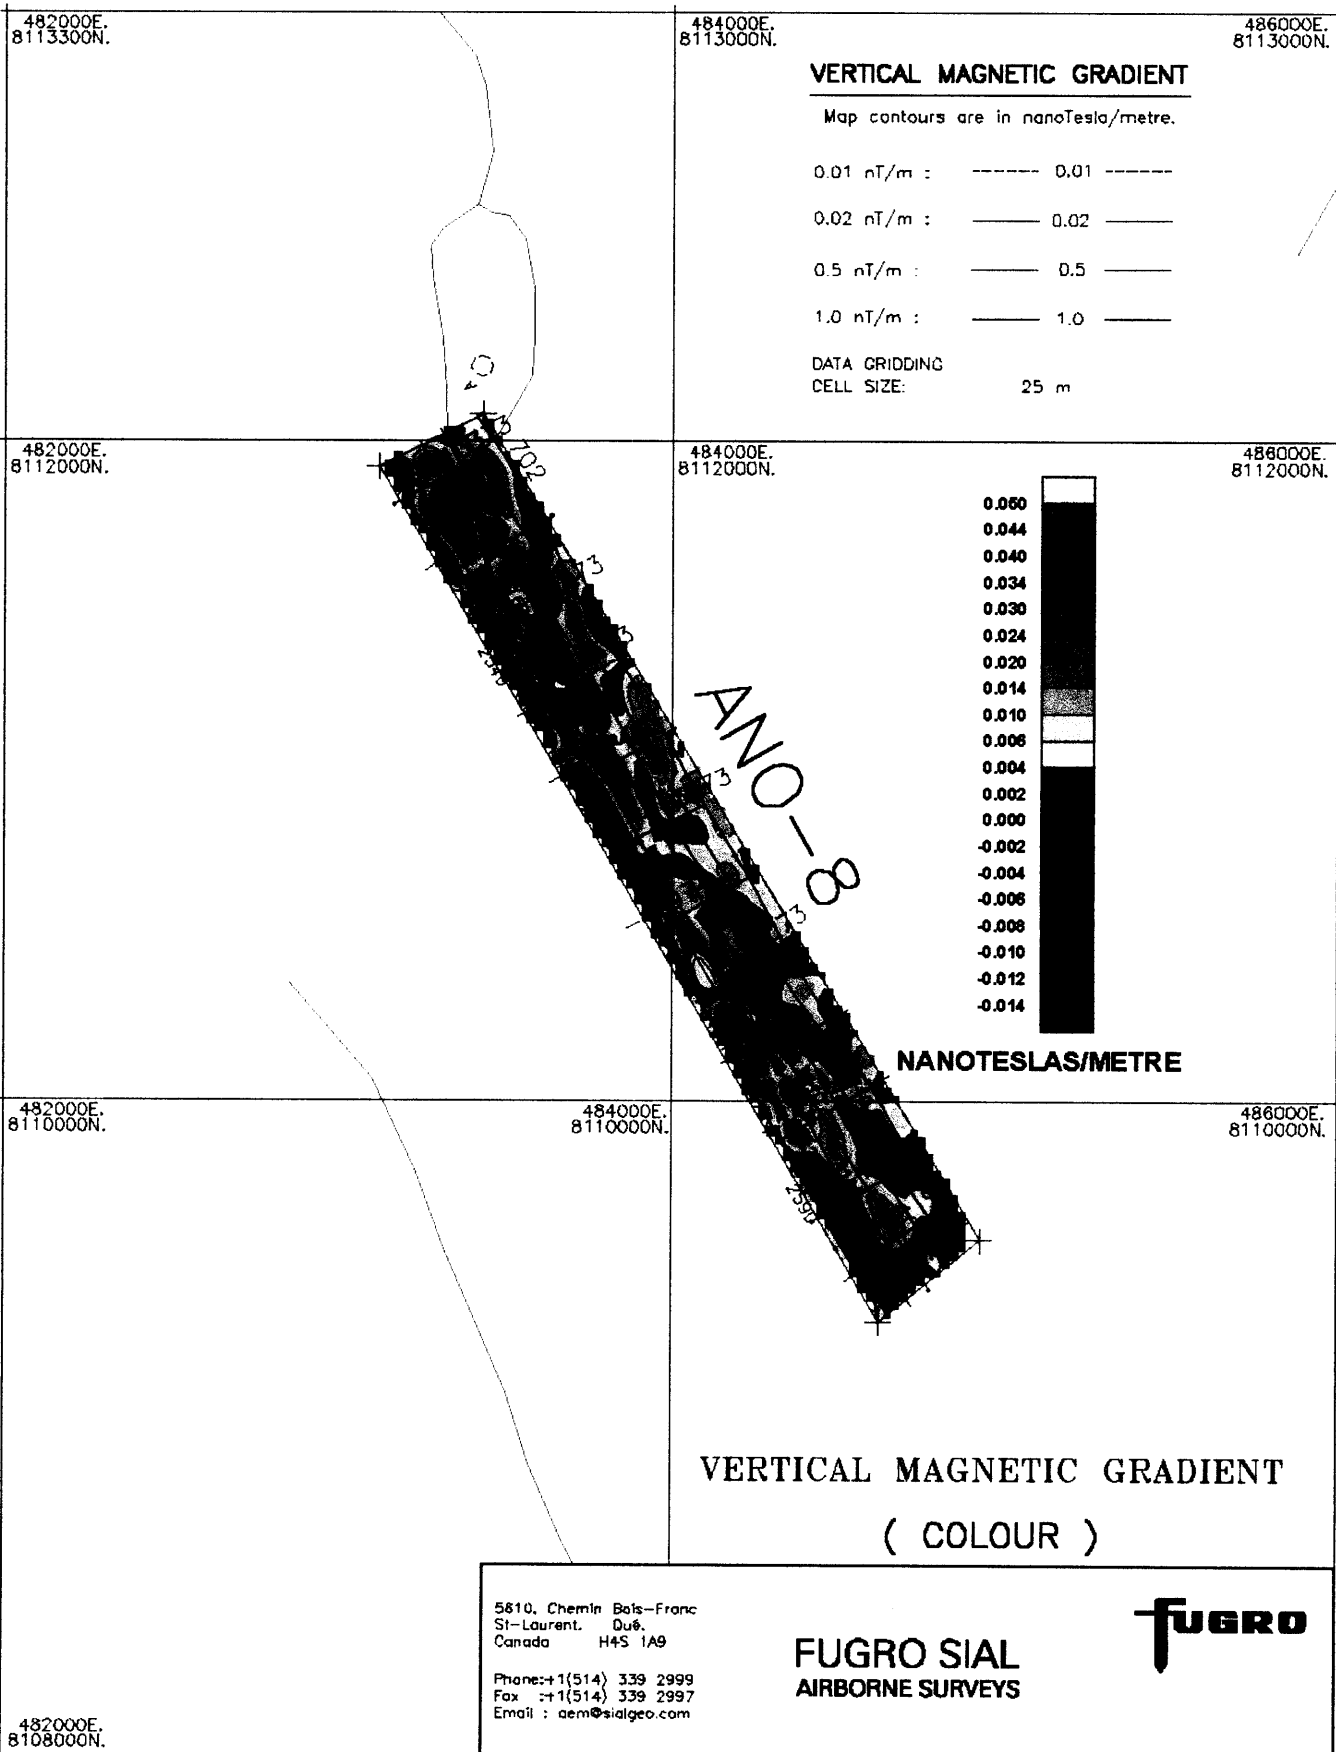 482000E.
8113300N.
484000E.
8113000N.
486000E.
8113000N.
VERTICAL MAGNETIC GRADIENT
Map contours are in nanoTesla/metre.
0.01 nT/m : ------ 0.01 ------
0.02 nT/m : 0.02
0.5 nT/m : 0.5
1.0 nT/m : 1.0
DATA GRIDDING
CELL SIZE: 25 m
482000E.
8112000N.
484000E.
8112000N.
486000E.
8112000N.
702
73
73
73
2590
ANO-8
0.050
0.044
0.040
0.034
0.030
0.024
0.020
0.014
0.010
0.006
0.004
0.002
0.000
-0.002
-0.004
-0.006
-0.008
-0.010
-0.012
-0.014
NANOTESLAS/METRE
482000E.
8110000N.
484000E.
8110000N.
486000E.
8110000N.
VERTICAL MAGNETIC GRADIENT
( COLOUR )
5810, Chemin Bois-Franc
St-Laurent. Qué.
Canada H4S 1A9
Phone:+1(514) 339 2999
Fax :+1(514) 339 2997
Email : aem@sialgeo.com
FUGRO SIAL
AIRBORNE SURVEYS
FUGRO
482000E.
8108000N.